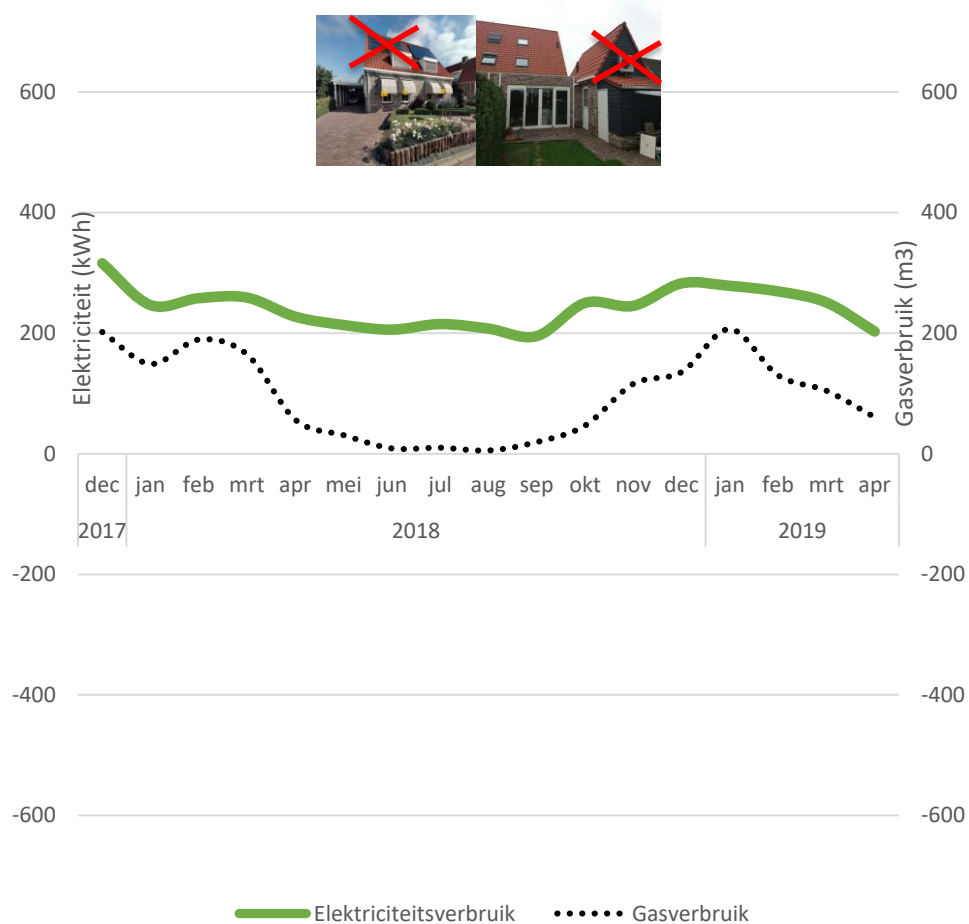 600
600
400
400
Elektriciteit (kWh)
Gasverbruik (m3)
200
200
0
0
dec jan feb mrt apr mei jun jul aug sep okt nov dec jan feb mrt apr
2017 2018 2019
-200
-200
-400
-400
-600
-600
Elektriciteitsverbruik Gasverbruik